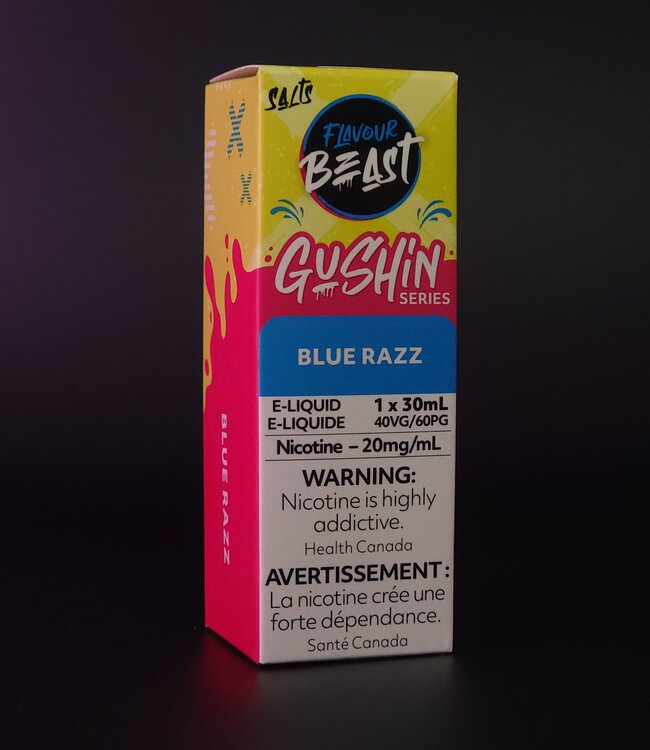 SALTS
FLAVOUR
BEAST
GUSHIN
SERIES
BLUE RAZZ
E-LIQUID 1 x 30mL
E-LIQUIDE 40VG/60PG
Nicotine – 20mg/mL
WARNING:
Nicotine is highly
addictive.
Health Canada
AVERTISSEMENT :
La nicotine crée une
forte dépendance.
Santé Canada
BLUE RAZZ